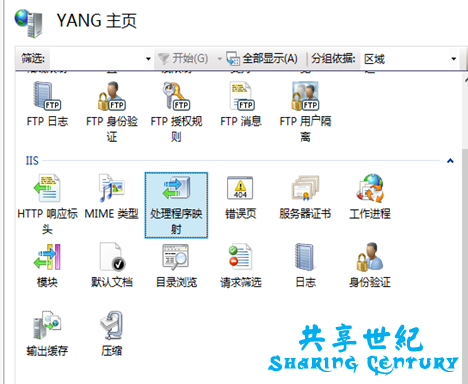 YANG 主页
筛选: 开始(G) 全部显示(A) 分组依据: 区域
FTP 日志 FTP 身份验证 FTP 授权规则 FTP 消息 FTP 用户隔离
IIS
HTTP 响应标头 MIME 类型 处理程序映射 错误页 服务器证书 工作进程
模块 默认文档 目录浏览 请求筛选 日志 身份验证
输出缓存 压缩
共享世纪
Sharing Century